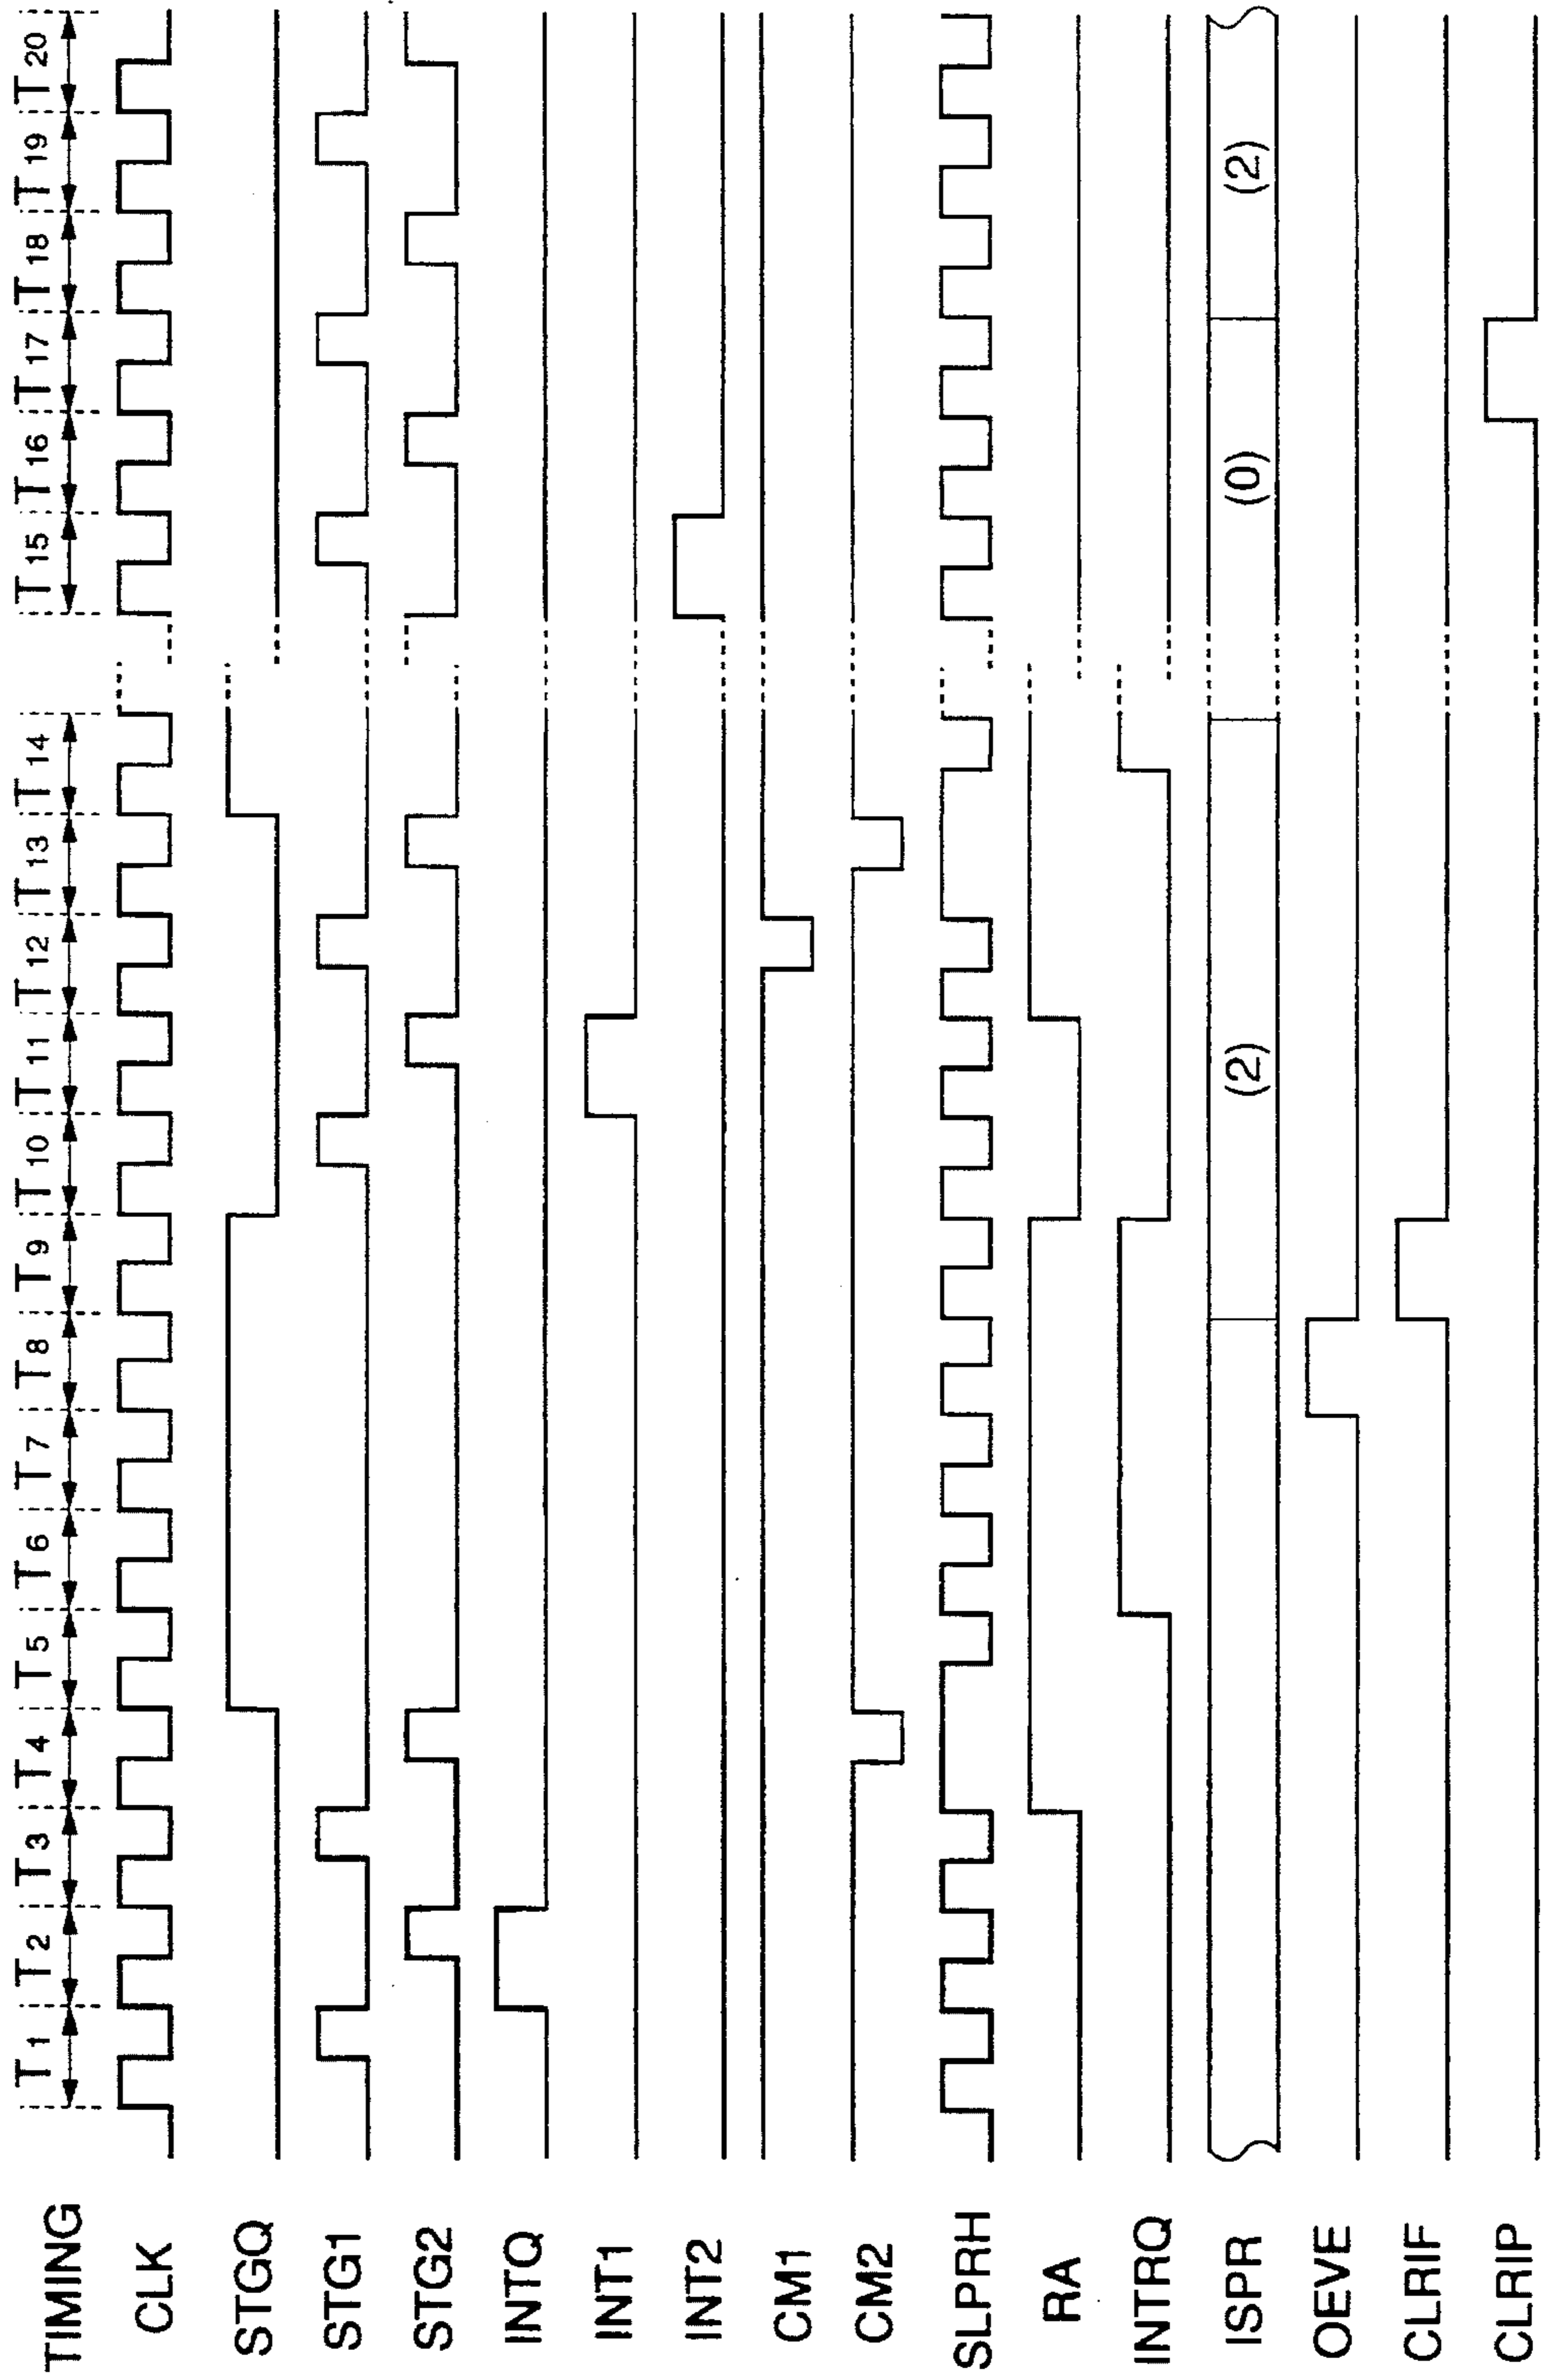 TIMING T1 T2 T3 T4 T5 T6 T7 T8 T9 T10 T11 T12 T13 T14 T15 T16 T17 T18 T19 T20
CLK
STGQ
STG1
STG2
INTQ
INT1
INT2
CM1
CM2
SLPRH
RA
INTRQ
ISPR (2) (0) (2)
OEVE
CLRIF
CLRIP